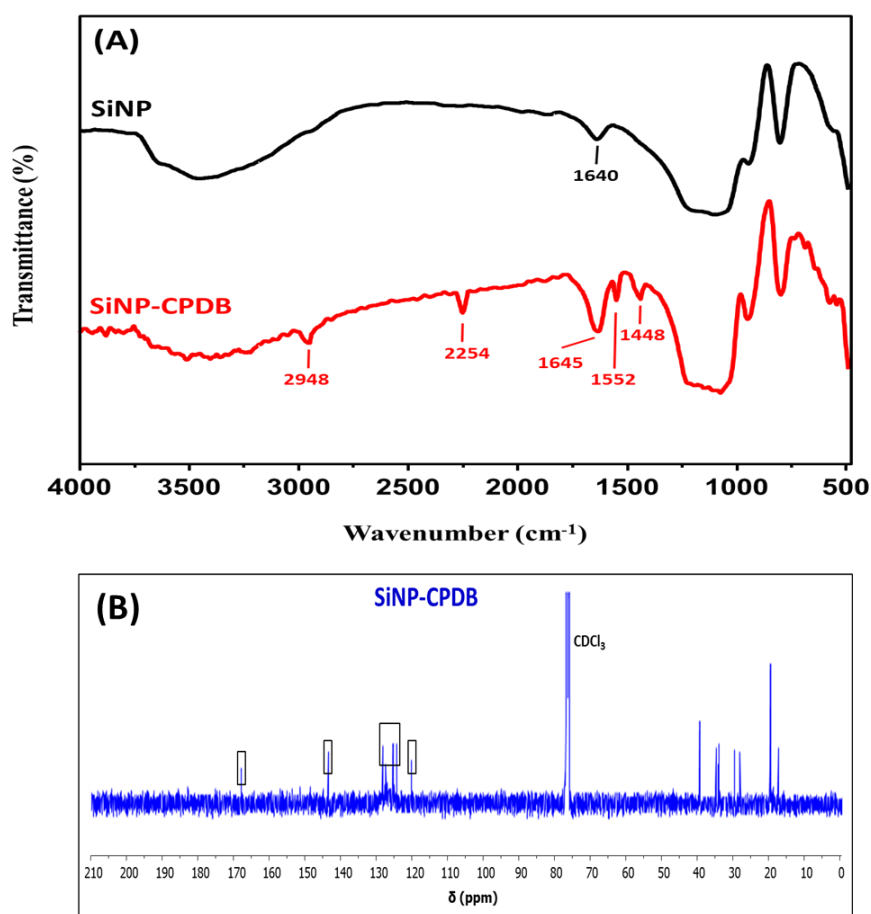 (A)
SiNP
1640
SiNP-CPDB
2948
2254
1645
1552
1448
Transmittance (%)
4000 3500 3000 2500 2000 1500 1000 500
Wavenumber (cm⁻¹)
(B)
SiNP-CPDB
CDCl₃
210 200 190 180 170 160 150 140 130 120 110 100 90 80 70 60 50 40 30 20 10 0
δ (ppm)